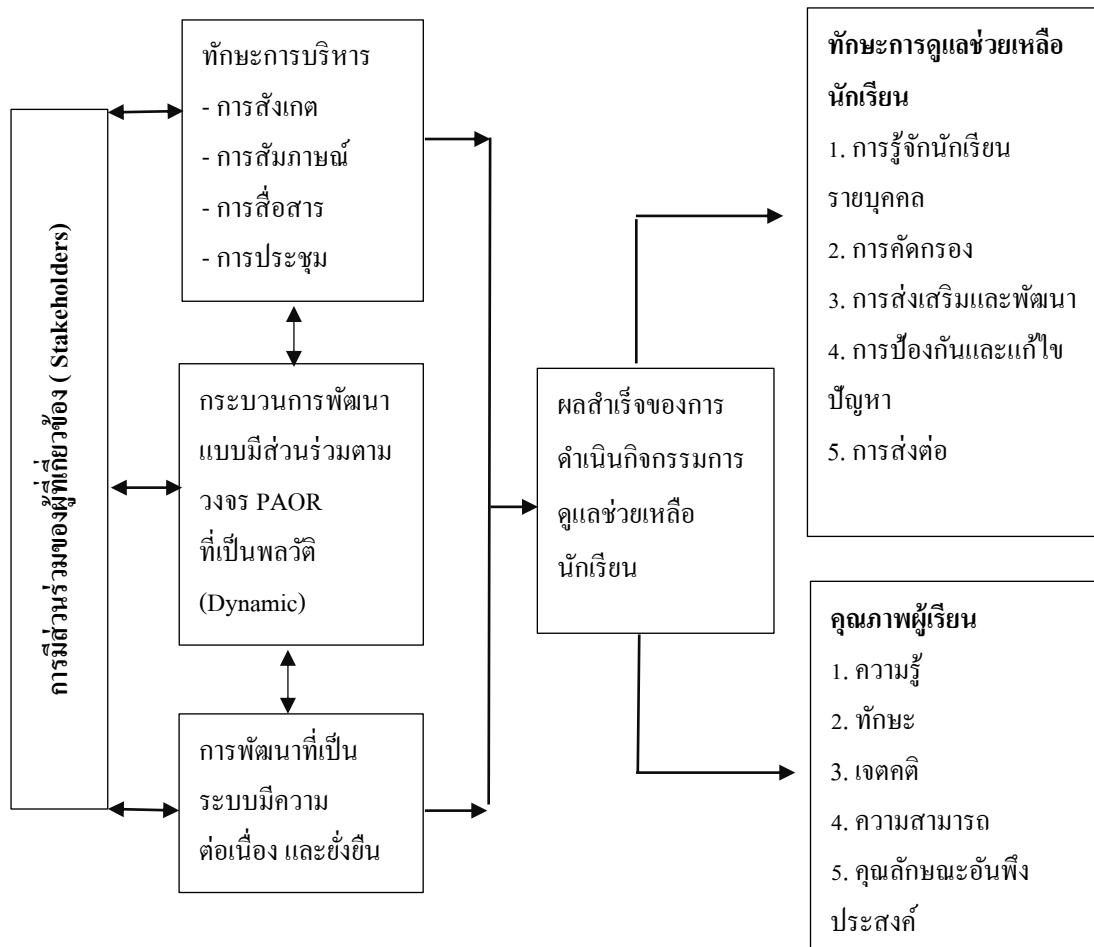 การมีส่วนร่วมของผู้ที่เกี่ยวข้อง ( Stakeholders)
ทักษะการบริหาร
- การสังเกต
- การสัมภาษณ์
- การสื่อสาร
- การประชุม
กระบวนการพัฒนา
แบบมีส่วนร่วมตาม
วงจร PAOR
ที่เป็นพลวัติ
(Dynamic)
การพัฒนาที่เป็น
ระบบมีความ
ต่อเนื่อง และยั่งยืน
ผลสำเร็จของการ
ดำเนินกิจกรรมการ
ดูแลช่วยเหลือ
นักเรียน
ทักษะการดูแลช่วยเหลือ
นักเรียน
1. การรู้จักนักเรียน
รายบุคคล
2. การคัดกรอง
3. การส่งเสริมและพัฒนา
4. การป้องกันและแก้ไข
ปัญหา
5. การส่งต่อ
คุณภาพผู้เรียน
1. ความรู้
2. ทักษะ
3. เจตคติ
4. ความสามารถ
5. คุณลักษณะอันพึง
ประสงค์